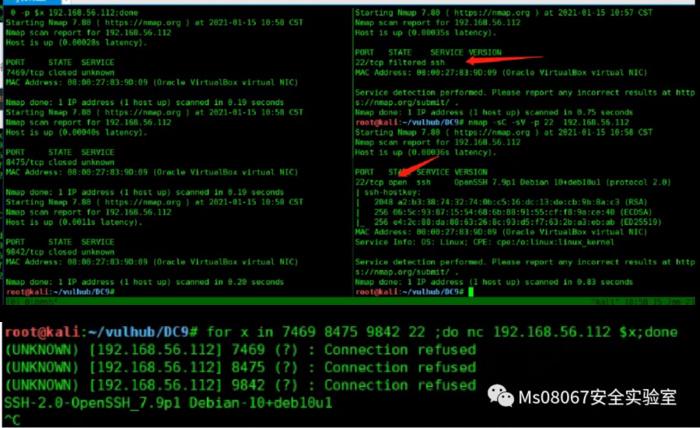 0 -p $x 192.168.56.112;done
Starting Nmap 7.80 ( https://nmap.org ) at 2021-01-15 10:58 CST
Nmap scan report for 192.168.56.112
Host is up (0.00028s latency).
PORT STATE SERVICE
7469/tcp closed unknown
MAC Address: 08:00:27:83:9D:09 (Oracle VirtualBox virtual NIC)
Nmap done: 1 IP address (1 host up) scanned in 0.19 seconds
Starting Nmap 7.80 ( https://nmap.org ) at 2021-01-15 10:58 CST
Nmap scan report for 192.168.56.112
Host is up (0.00040s latency).
PORT STATE SERVICE
8475/tcp closed unknown
MAC Address: 08:00:27:83:9D:09 (Oracle VirtualBox virtual NIC)
Nmap done: 1 IP address (1 host up) scanned in 0.19 seconds
Starting Nmap 7.80 ( https://nmap.org ) at 2021-01-15 10:58 CST
Nmap scan report for 192.168.56.112
Host is up (0.0011s latency).
PORT STATE SERVICE
9842/tcp closed unknown
MAC Address: 08:00:27:83:9D:09 (Oracle VirtualBox virtual NIC)
Nmap done: 1 IP address (1 host up) scanned in 0.20 seconds
root@kali:~/vulhub/DC9#
Starting Nmap 7.80 ( https://nmap.org ) at 2021-01-15 10:57 CST
Nmap scan report for 192.168.56.112
Host is up (0.00035s latency).
PORT STATE SERVICE VERSION
22/tcp filtered ssh
MAC Address: 08:00:27:83:9D:09 (Oracle VirtualBox virtual NIC)
Service detection performed. Please report any incorrect results at http
s://nmap.org/submit/ .
Nmap done: 1 IP address (1 host up) scanned in 0.75 seconds
root@kali:~/vulhub/DC9# nmap -sC -sV -p 22 192.168.56.112
Starting Nmap 7.80 ( https://nmap.org ) at 2021-01-15 10:58 CST
Nmap scan report for 192.168.56.112
Host is up (0.00036s latency).
PORT STATE SERVICE VERSION
22/tcp open ssh OpenSSH 7.9p1 Debian 10+deb10u1 (protocol 2.0)
| ssh-hostkey:
| 2048 a2:b3:38:74:32:74:0b:c5:16:dc:13:de:cb:9b:8a:c3 (RSA)
| 256 06:5c:93:87:15:54:68:6b:88:91:55:cf:f8:9a:ce:40 (ECDSA)
| 256 e4:2c:88:da:88:63:26:8c:93:d5:f7:63:2b:a3:eb:ab (ED25519)
MAC Address: 08:00:27:83:9D:09 (Oracle VirtualBox virtual NIC)
Service Info: OS: Linux; CPE: cpe:/o:linux:linux_kernel
Service detection performed. Please report any incorrect results at http
s://nmap.org/submit/ .
Nmap done: 1 IP address (1 host up) scanned in 0.83 seconds
root@kali:~/vulhub/DC9#
root@kali:~/vulhub/DC9# for x in 7469 8475 9842 22 ;do nc 192.168.56.112 $x;done
(UNKNOWN) [192.168.56.112] 7469 (?) : Connection refused
(UNKNOWN) [192.168.56.112] 8475 (?) : Connection refused
(UNKNOWN) [192.168.56.112] 9842 (?) : Connection refused
SSH-2.0-OpenSSH_7.9p1 Debian-10+deb10u1
^C
Ms08067安全实验室